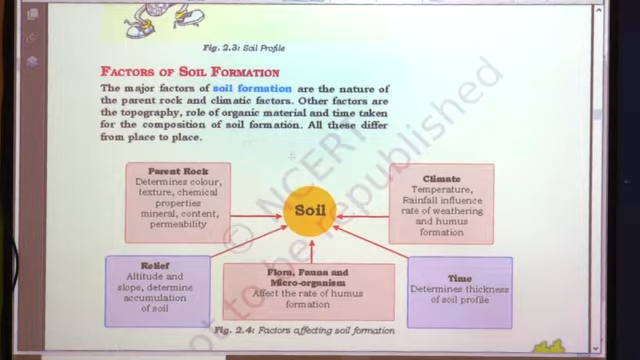 Fig. 2.3: Soil Profile
FACTORS OF SOIL FORMATION
The major factors of soil formation are the nature of
the parent rock and climatic factors. Other factors are
the topography, role of organic material and time taken
for the composition of soil formation. All these differ
from place to place.
Parent Rock
Determines colour,
texture, chemical
properties
mineral, content,
permeability
Climate
Temperature,
Rainfall influence
rate of weathering
and humus
formation
Soil
Relief
Altitude and
slope, determine
accumulation
of soil
Flora, Fauna and
Micro-organism
Affect the rate of humus
formation
Time
Determines thickness
of soil profile
Fig. 2.4: Factors affecting soil formation
© NCERT
not to be republished